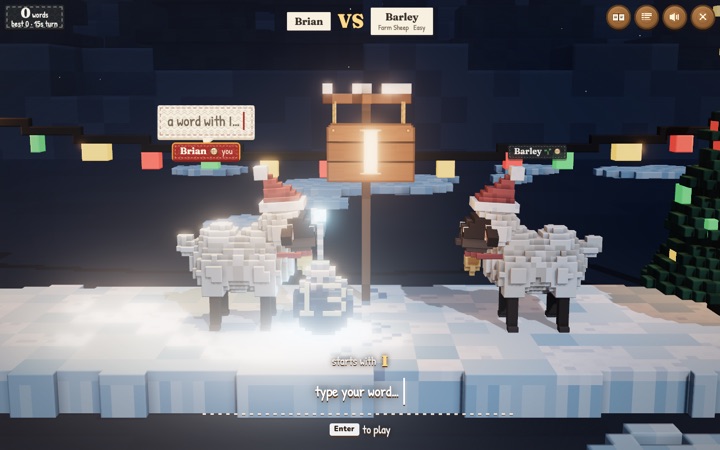 0 words
best 0 · 15s turn
Brian
VS
Barley
Farm Sheep Easy
a word with I...
Brian you
Barley
I
13
starts with I
type your word...
Enter to play